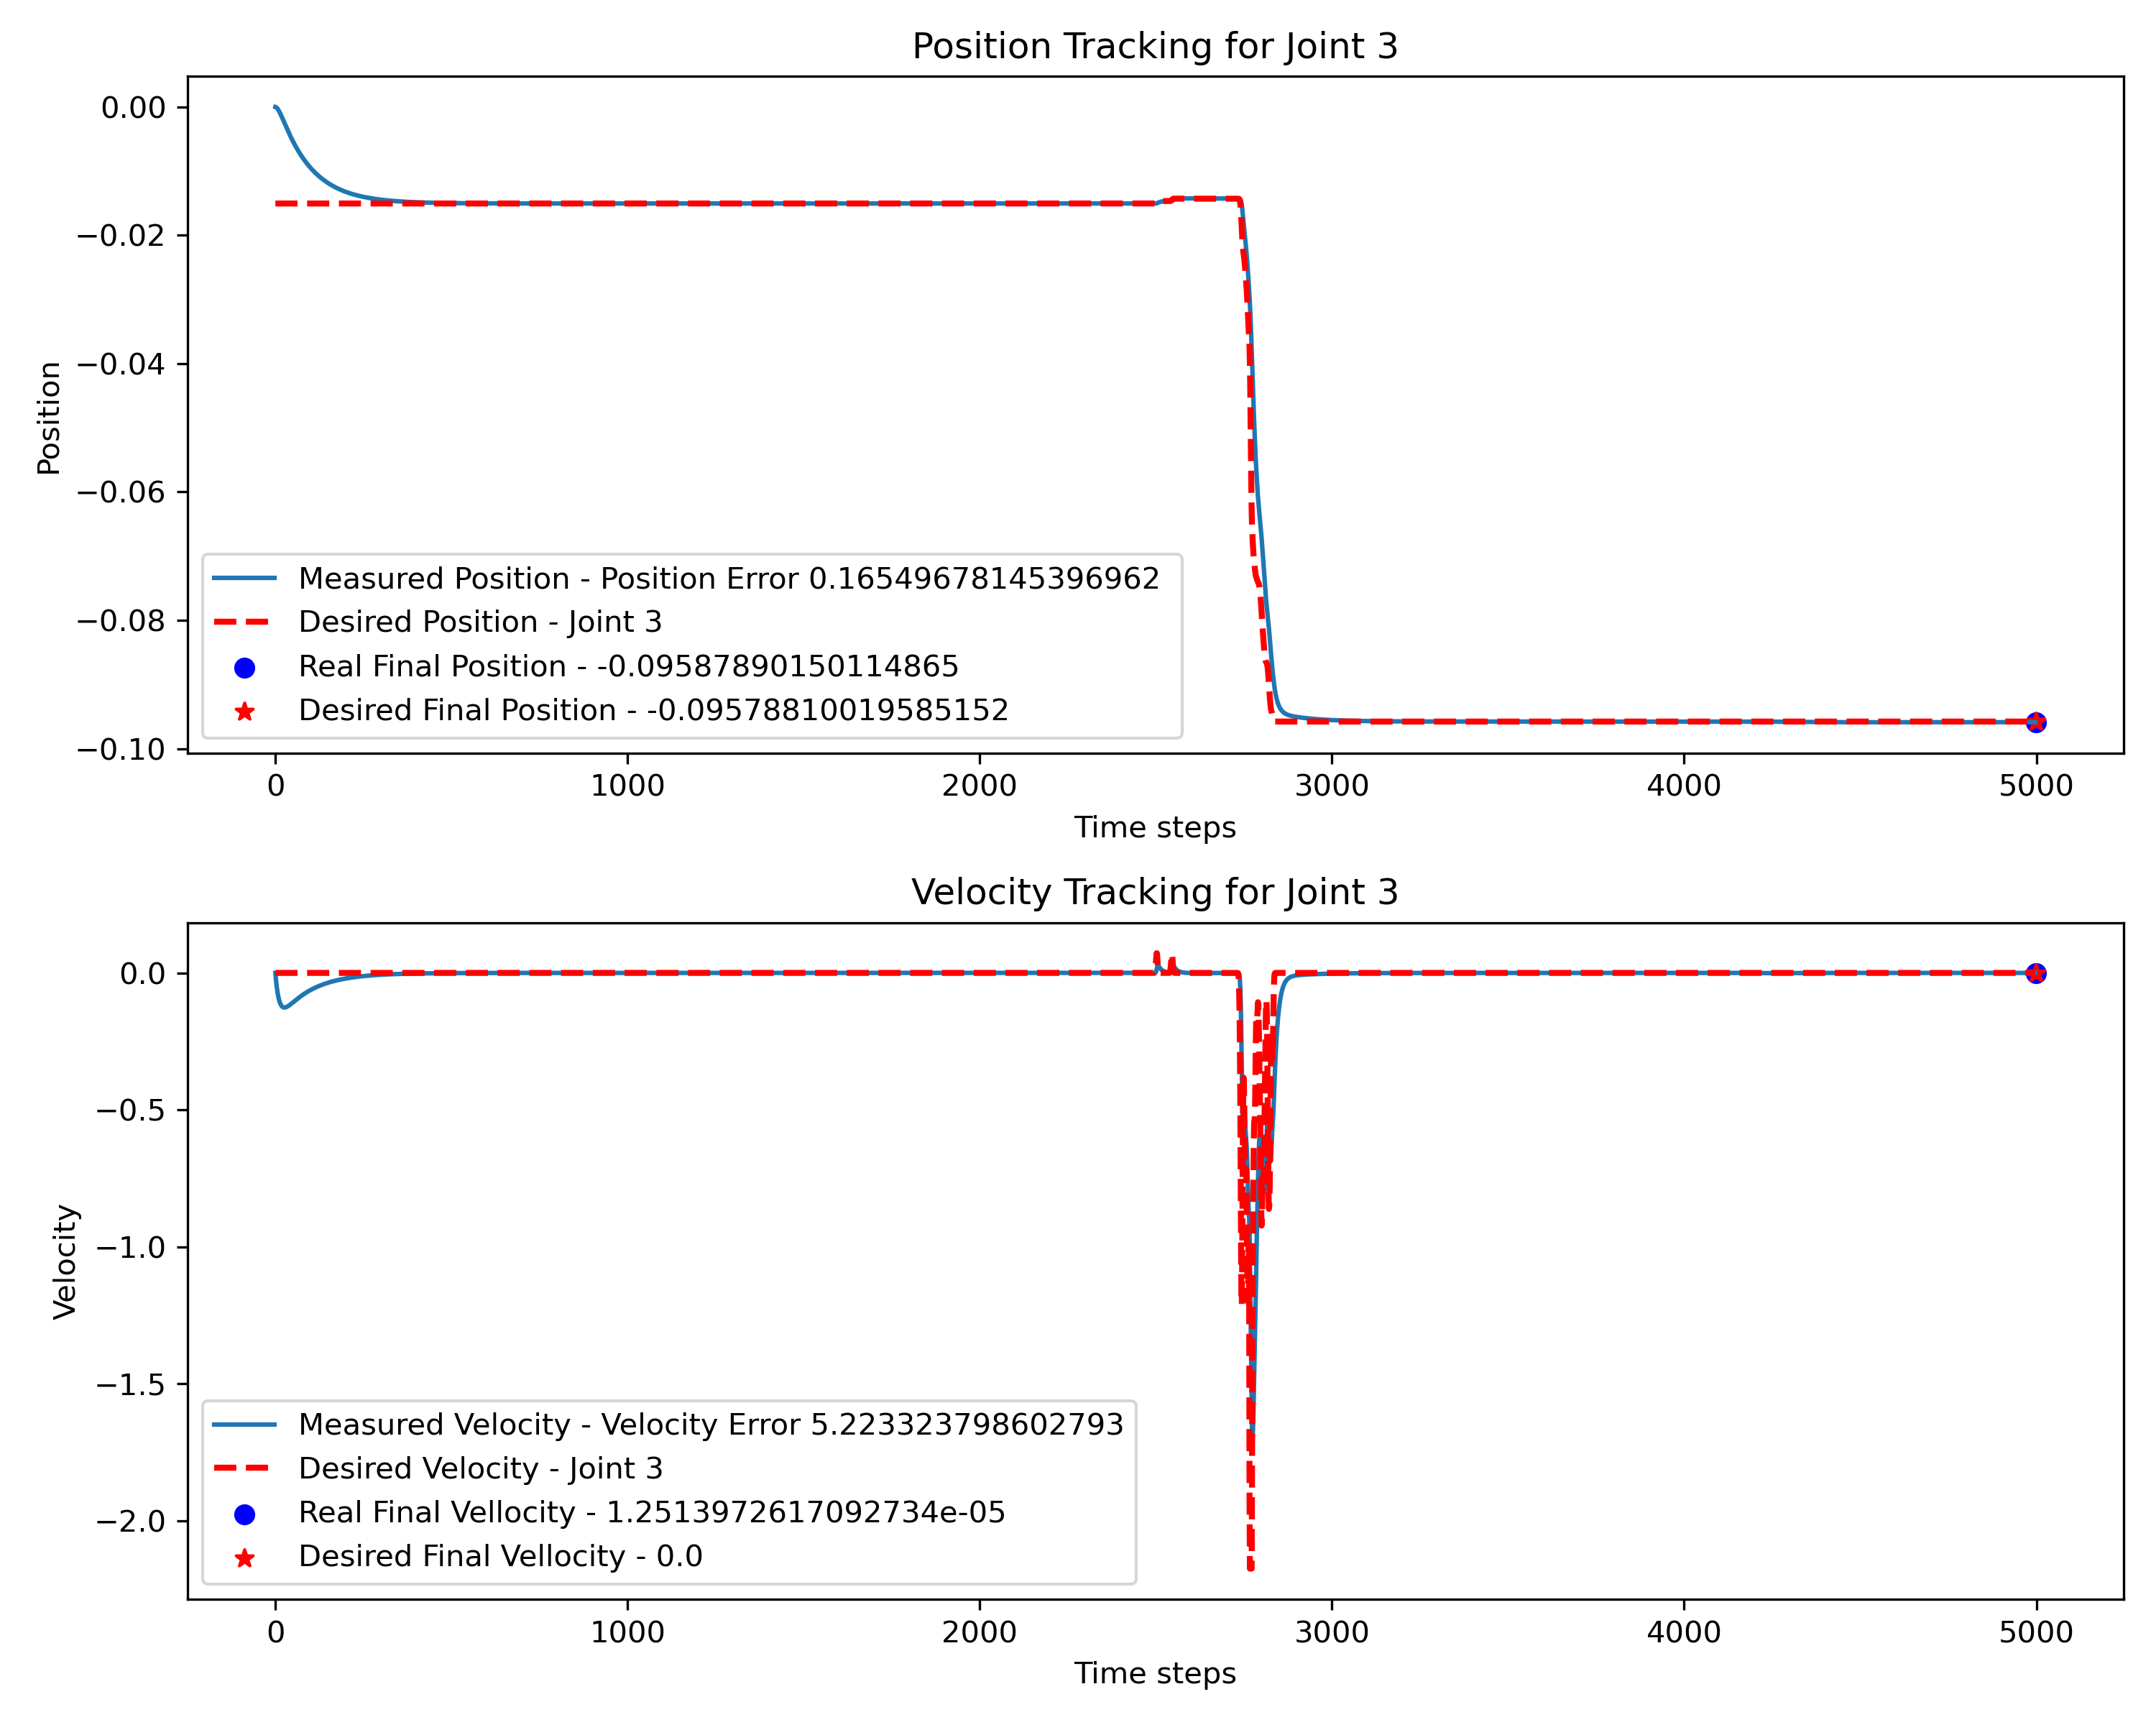 Position Tracking for Joint 3
0.00
−0.02
−0.04
−0.06
−0.08
−0.10
Position
Measured Position - Position Error 0.16549678145396962
Desired Position - Joint 3
Real Final Position - -0.09587890150114865
Desired Final Position - -0.09578810019585152
0 1000 2000 3000 4000 5000
Time steps
Velocity Tracking for Joint 3
0.0
−0.5
−1.0
−1.5
−2.0
Velocity
Measured Velocity - Velocity Error 5.223323798602793
Desired Velocity - Joint 3
Real Final Vellocity - 1.2513972617092734e-05
Desired Final Vellocity - 0.0
0 1000 2000 3000 4000 5000
Time steps